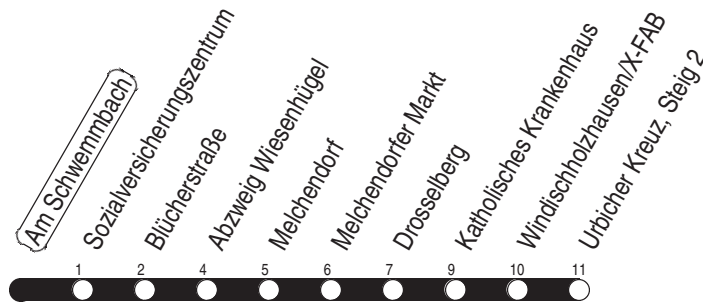 Am Schwemmbach
Sozialversicherungszentrum
Blücherstraße
Abzweig Wiesenhügel
Melchendorf
Melchendorfer Markt
Drosselberg
Katholisches Krankenhaus
Windischholzhausen/X-FAB
Urbicher Kreuz, Steig 2
1 2 4 5 6 7 9 10 11